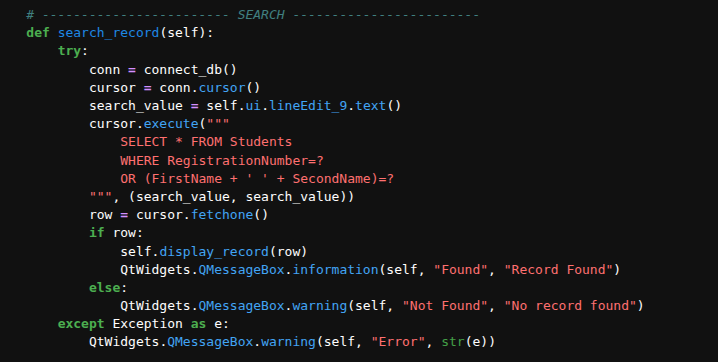 # ------------------------ SEARCH ------------------------
def search_record(self):
    try:
        conn = connect_db()
        cursor = conn.cursor()
        search_value = self.ui.lineEdit_9.text()
        cursor.execute("""
            SELECT * FROM Students
            WHERE RegistrationNumber=?
            OR (FirstName + ' ' + SecondName)=?
        """, (search_value, search_value))
        row = cursor.fetchone()
        if row:
            self.display_record(row)
            QtWidgets.QMessageBox.information(self, "Found", "Record Found")
        else:
            QtWidgets.QMessageBox.warning(self, "Not Found", "No record found")
    except Exception as e:
        QtWidgets.QMessageBox.warning(self, "Error", str(e))